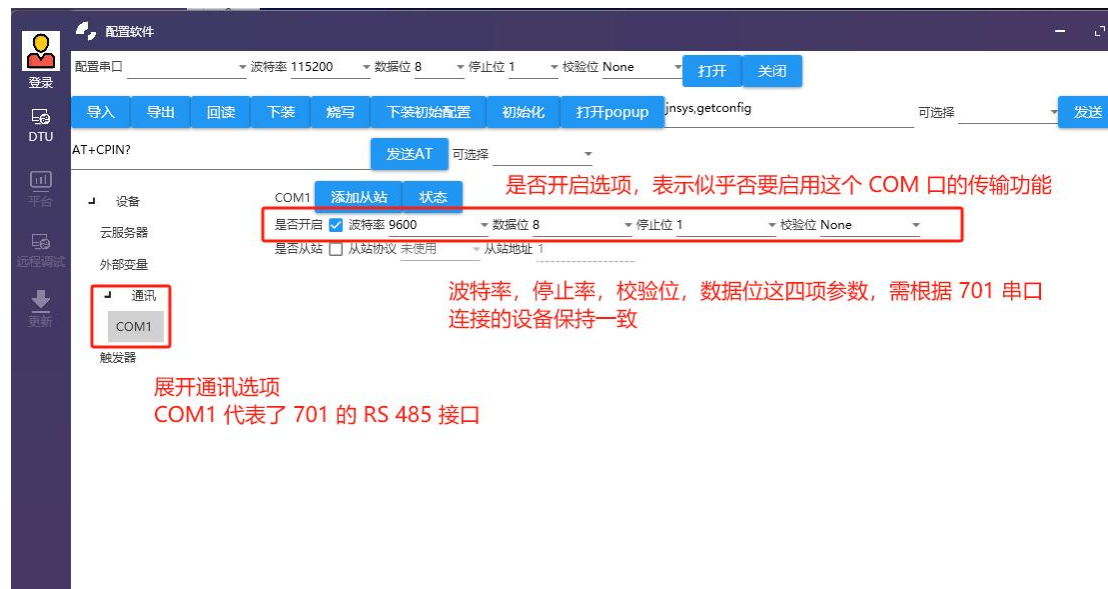 配置软件
登录
配置串口 波特率 115200 数据位 8 停止位 1 校验位 None 打开 关闭
导入 导出 回读 下装 烧写 下装初始配置 初始化 打开popup jnsys,getconfig 可选择 发送
DTU
AT+CPIN? 发送AT 可选择
平台
远程调试
更新
设备
云服务器
外部变量
通讯
COM1
触发器
COM1 添加从站 状态
是否开启 波特率 9600 数据位 8 停止位 1 校验位 None
是否从站 从站协议 未使用 从站地址 1
是否开启选项，表示似乎否要启用这个 COM 口的传输功能
波特率，停止率，校验位，数据位这四项参数，需根据 701 串口
连接的设备保持一致
展开通讯选项
COM1 代表了 701 的 RS 485 接口